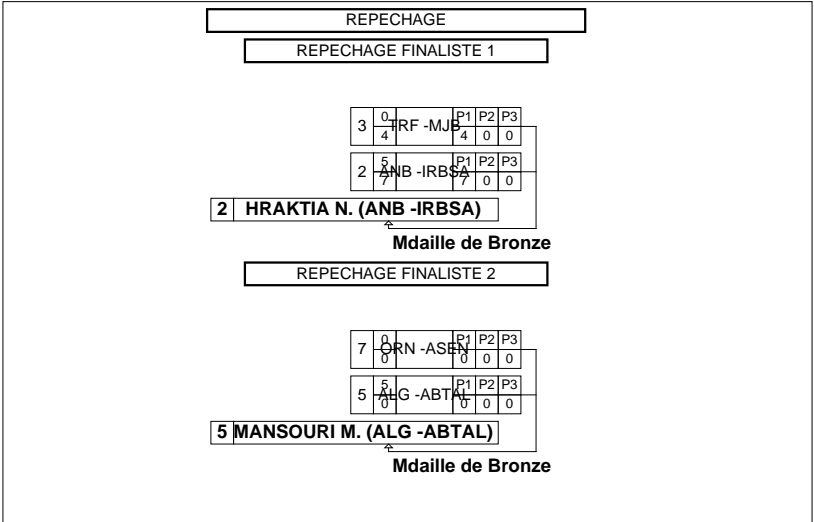 REPECHAGE
REPECHAGE FINALISTE 1
3 0 TRF -MJB P1 P2 P3
4 4 0 0
2 5 ANB -IRBSA P1 P2 P3
7 7 0 0
2 HRAKTIA N. (ANB -IRBSA)
Mdaille de Bronze
REPECHAGE FINALISTE 2
7 0 ORN -ASEN P1 P2 P3
0 0 0 0
5 5 ALG -ABTAL P1 P2 P3
0 0 0 0
5 MANSOURI M. (ALG -ABTAL)
Mdaille de Bronze